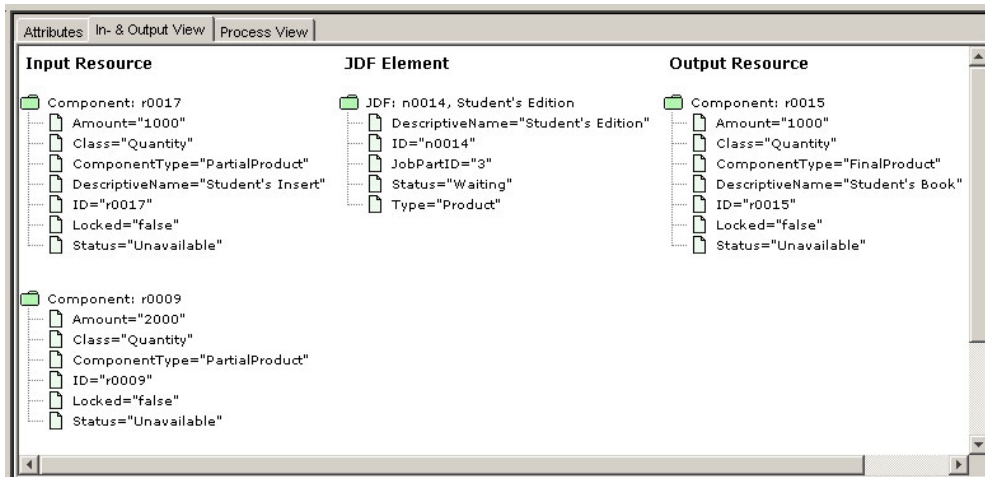 Attributes In- & Output View Process View
Input Resource
Component: r0017
Amount="1000"
Class="Quantity"
ComponentType="PartialProduct"
DescriptiveName="Student's Insert"
ID="r0017"
Locked="false"
Status="Unavailable"
Component: r0009
Amount="2000"
Class="Quantity"
ComponentType="PartialProduct"
ID="r0009"
Locked="false"
Status="Unavailable"
JDF Element
JDF: n0014, Student's Edition
DescriptiveName="Student's Edition"
ID="n0014"
JobPartID="3"
Status="Waiting"
Type="Product"
Output Resource
Component: r0015
Amount="1000"
Class="Quantity"
ComponentType="FinalProduct"
DescriptiveName="Student's Book"
ID="r0015"
Locked="false"
Status="Unavailable"